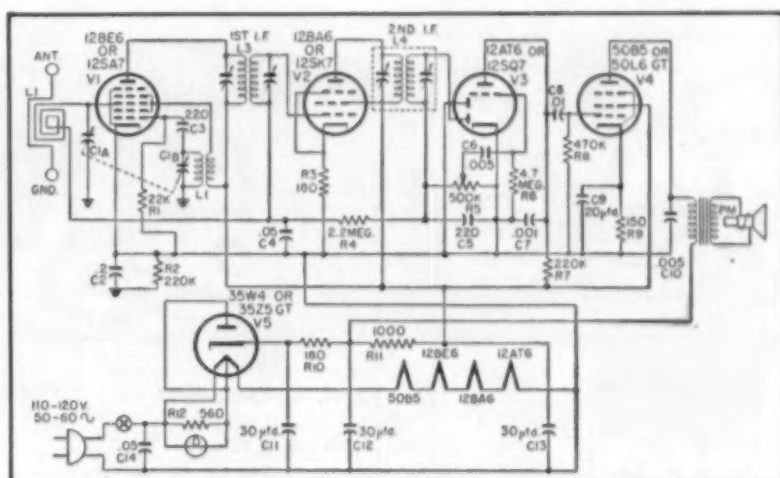 ANT.
L1
GND.
12BE6
OR
12SA7
V1
C1A
C1B
220
C3
L1
22K
R1
.2
C2
R2
220K
1ST I.F.
L3
12BA6
OR
12SK7
V2
R3
180
.05
C4
2.2MEG.
R4
2ND I.F.
L4
12AT6 OR
12SQ7
V3
C6
.005
500K
R5
4.7
MEG.
R6
220
C5
.001
C7
C8
.01
470K
R8
220K
R7
50B5 OR
50L6 GT
V4
C9
20µfd.
150
R9
.005
C10
PM
35W4 OR
35Z5 GT
V5
180
R10
1000
R11
50B5
12BE6
12BA6
12AT6
110-120V.
50-60
.05
C14
R12
560
30µfd.
C11
30µfd.
C12
30µfd.
C13